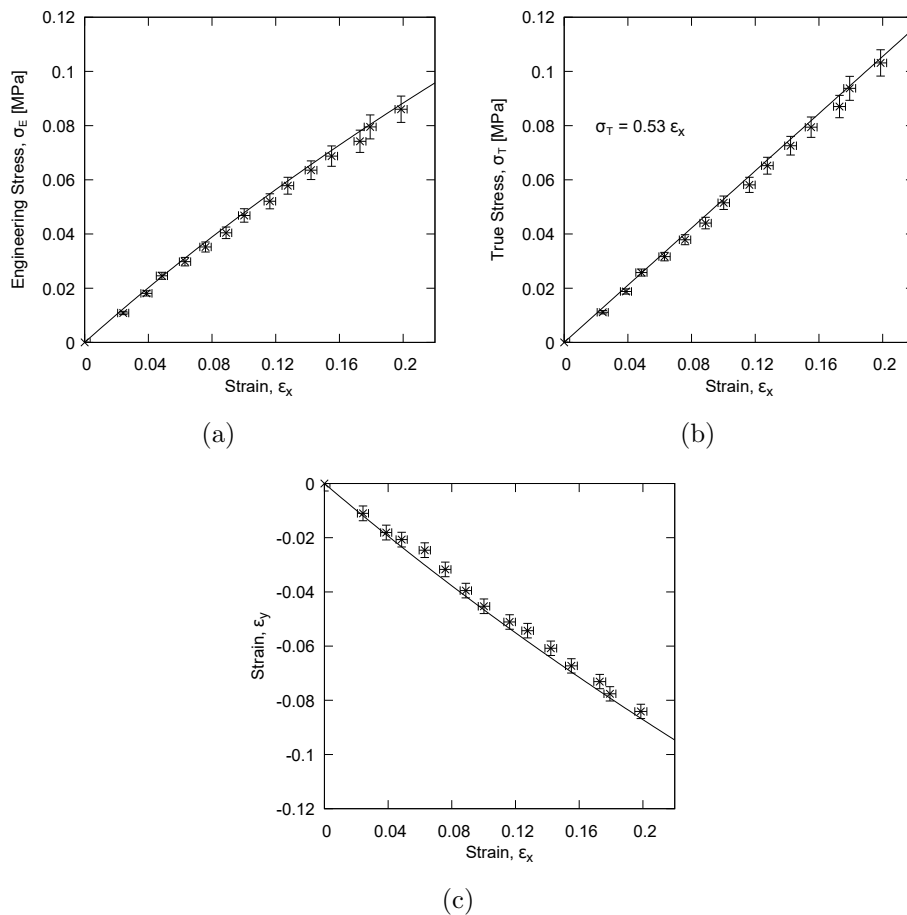 0.12
0.1
0.08
0.06
0.04
0.02
0
Engineering Stress, σE [MPa]
0 0.04 0.08 0.12 0.16 0.2
Strain, εx
(a)
0.12
0.1
0.08
0.06
0.04
0.02
0
True Stress, σT [MPa]
σT = 0.53 εx
0 0.04 0.08 0.12 0.16 0.2
Strain, εx
(b)
0
-0.02
-0.04
-0.06
-0.08
-0.1
-0.12
Strain, εy
0 0.04 0.08 0.12 0.16 0.2
Strain, εx
(c)